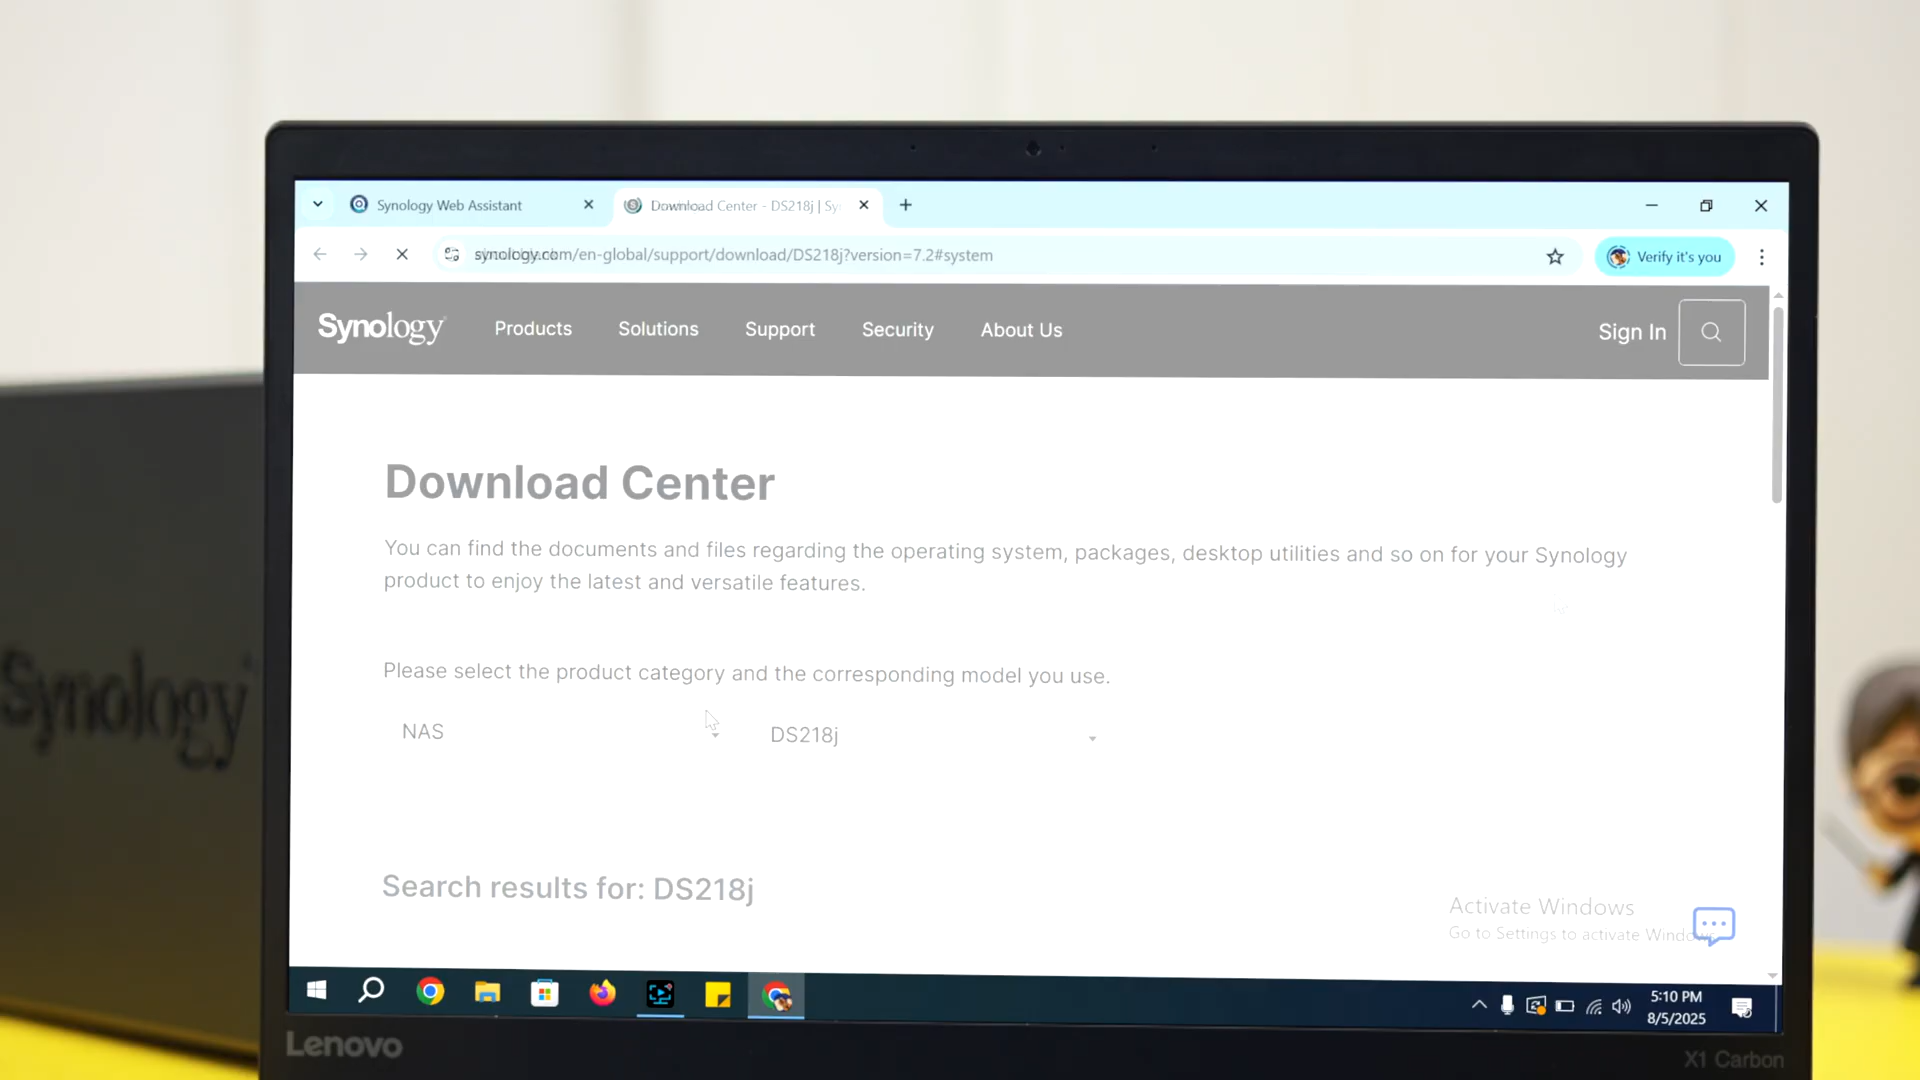 Synology Web Assistant
Download Center - DS218j | Sy
synology.com/en-global/support/download/DS218j?version=7.2#system
Verify it's you
Synology
Products
Solutions
Support
Security
About Us
Sign In
Download Center
You can find the documents and files regarding the operating system, packages, desktop utilities and so on for your Synology
product to enjoy the latest and versatile features.
Please select the product category and the corresponding model you use.
NAS
DS218j
Search results for: DS218j
Activate Windows
Go to Settings to activate Windows.
5:10 PM
8/5/2025
Lenovo
X1 Carbon
Synology